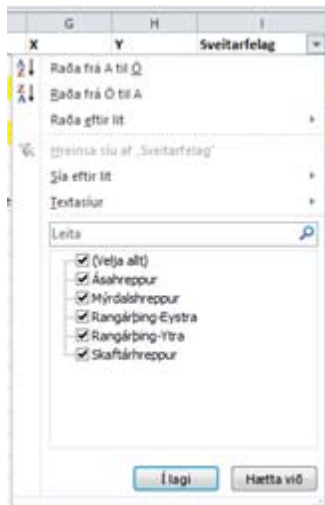 G H I
X Y Sveitarfelag
Raða frá A til Ö
Raða frá Ö til A
Raða eftir lit
Hreinsa síu af „Sveitarfelag“
Sía eftir lit
Textasíur
Leita
(Velja allt)
Ásahreppur
Mýrdalshreppur
Rangárþing-Eystra
Rangárþing-Ytra
Skaftárhreppur
Í lagi Hætta við